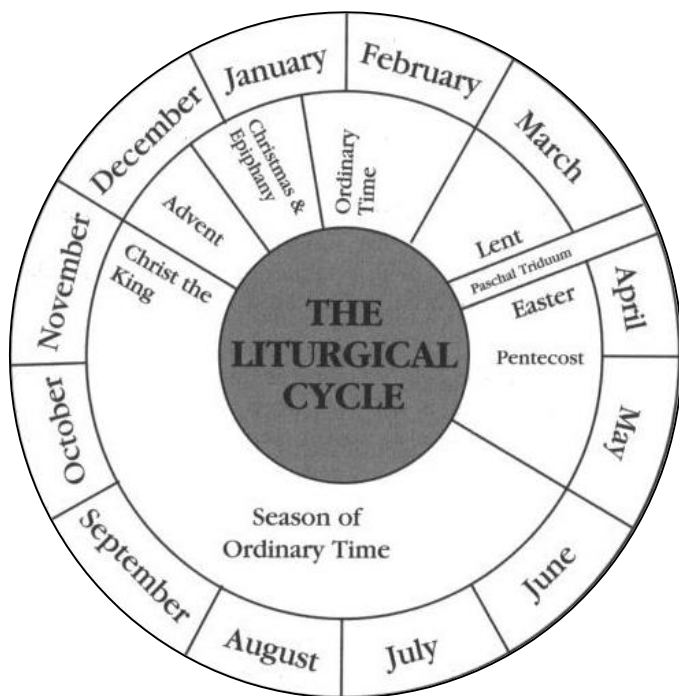 January
February
March
April
May
June
July
August
September
October
November
December
Advent
Christmas &
Epiphany
Ordinary
Time
Lent
Paschal Triduum
Easter
Pentecost
Season of
Ordinary Time
Christ the
King
THE
LITURGICAL
CYCLE